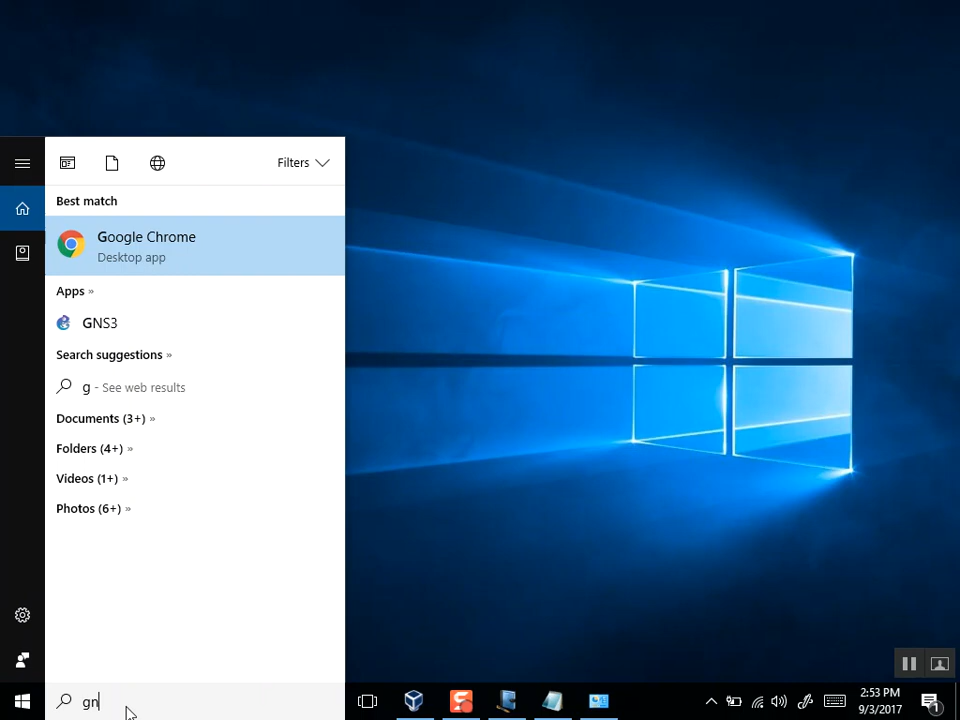 Filters
Best match
Google Chrome
Desktop app
Apps »
GNS3
Search suggestions »
g - See web results
Documents (3+) »
Folders (4+) »
Videos (1+) »
Photos (6+) »
gn
2:53 PM
9/3/2017
1